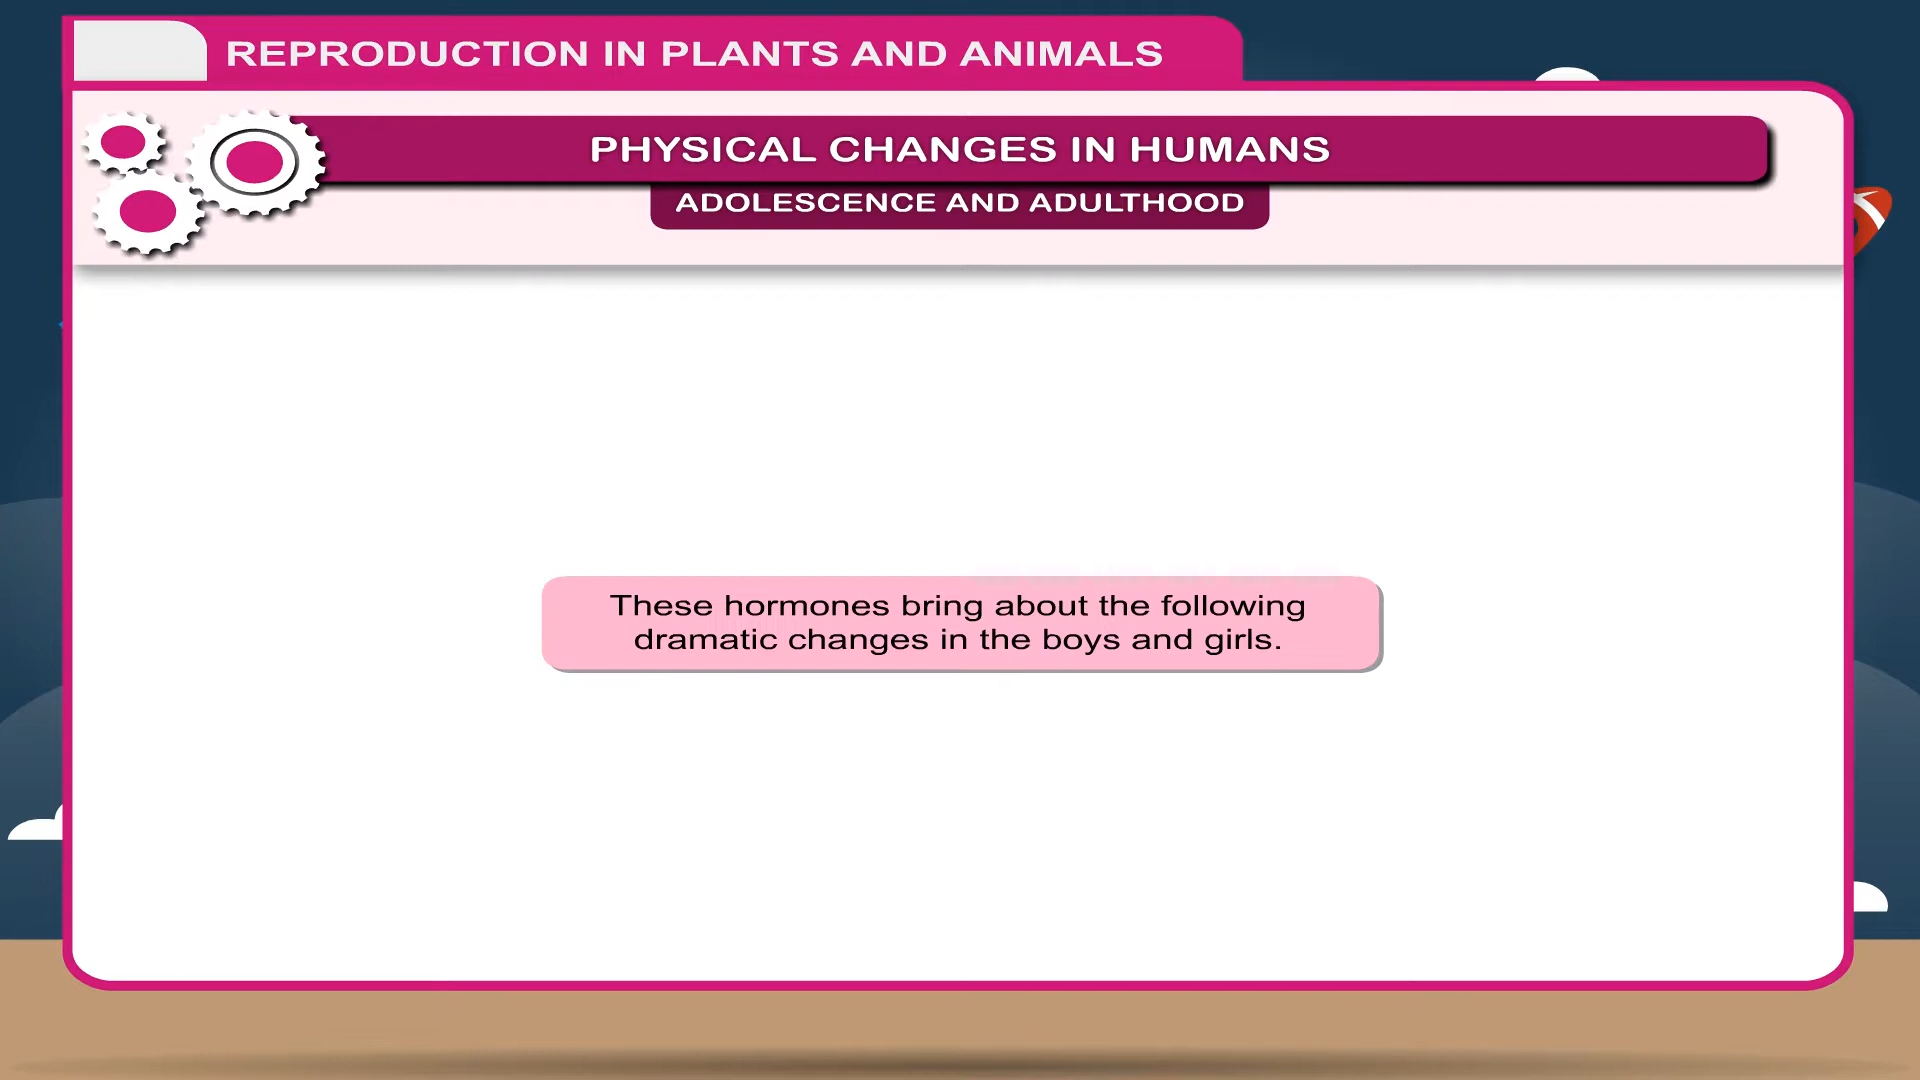 REPRODUCTION IN PLANTS AND ANIMALS
PHYSICAL CHANGES IN HUMANS
ADOLESCENCE AND ADULTHOOD
These hormones bring about the following
dramatic changes in the boys and girls.